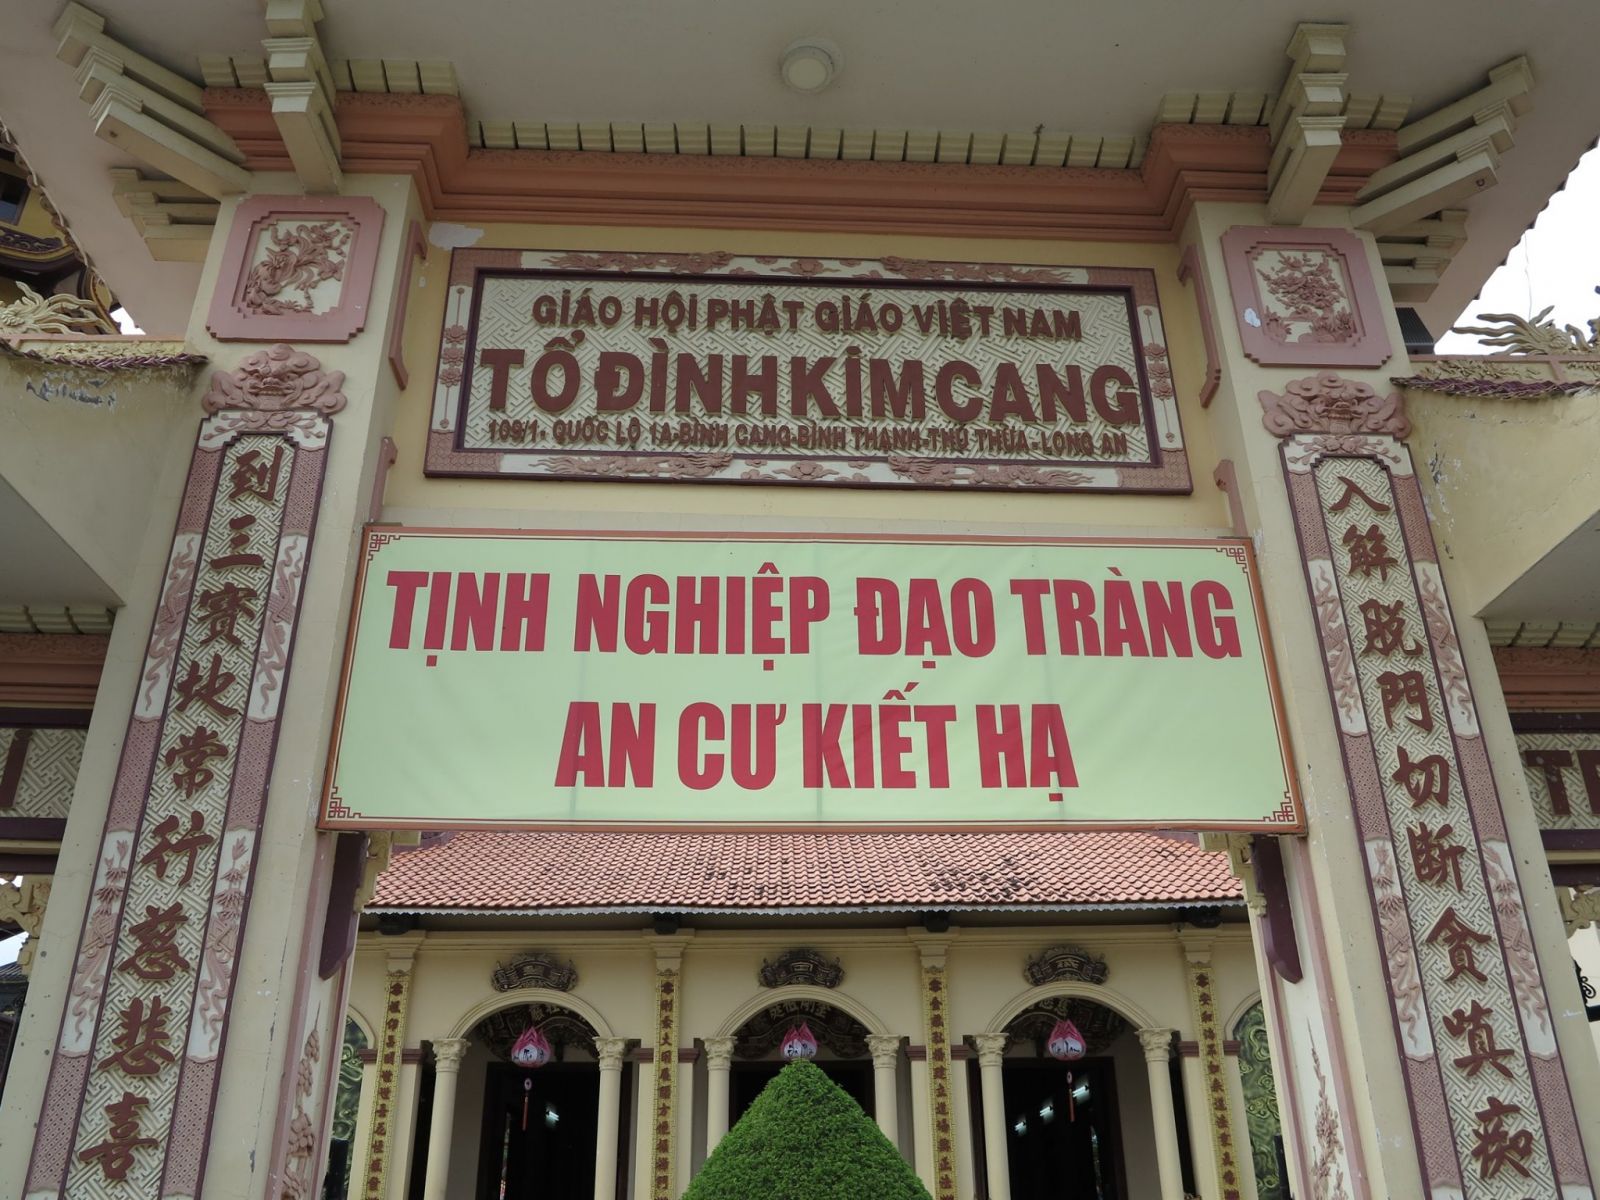 GIÁO HỘI PHẬT GIÁO VIỆT NAM
TỔ ĐÌNH KIM CANG
109/1- QUỐC LỘ 1A-BÌNH CANG-BÌNH THẠNH-THỦ THỪA-LONG AN
TỊNH NGHIỆP ĐẠO TRÀNG
AN CƯ KIẾT HẠ
入解脫門切斷貪嗔痴
到三寶地常行慈悲喜